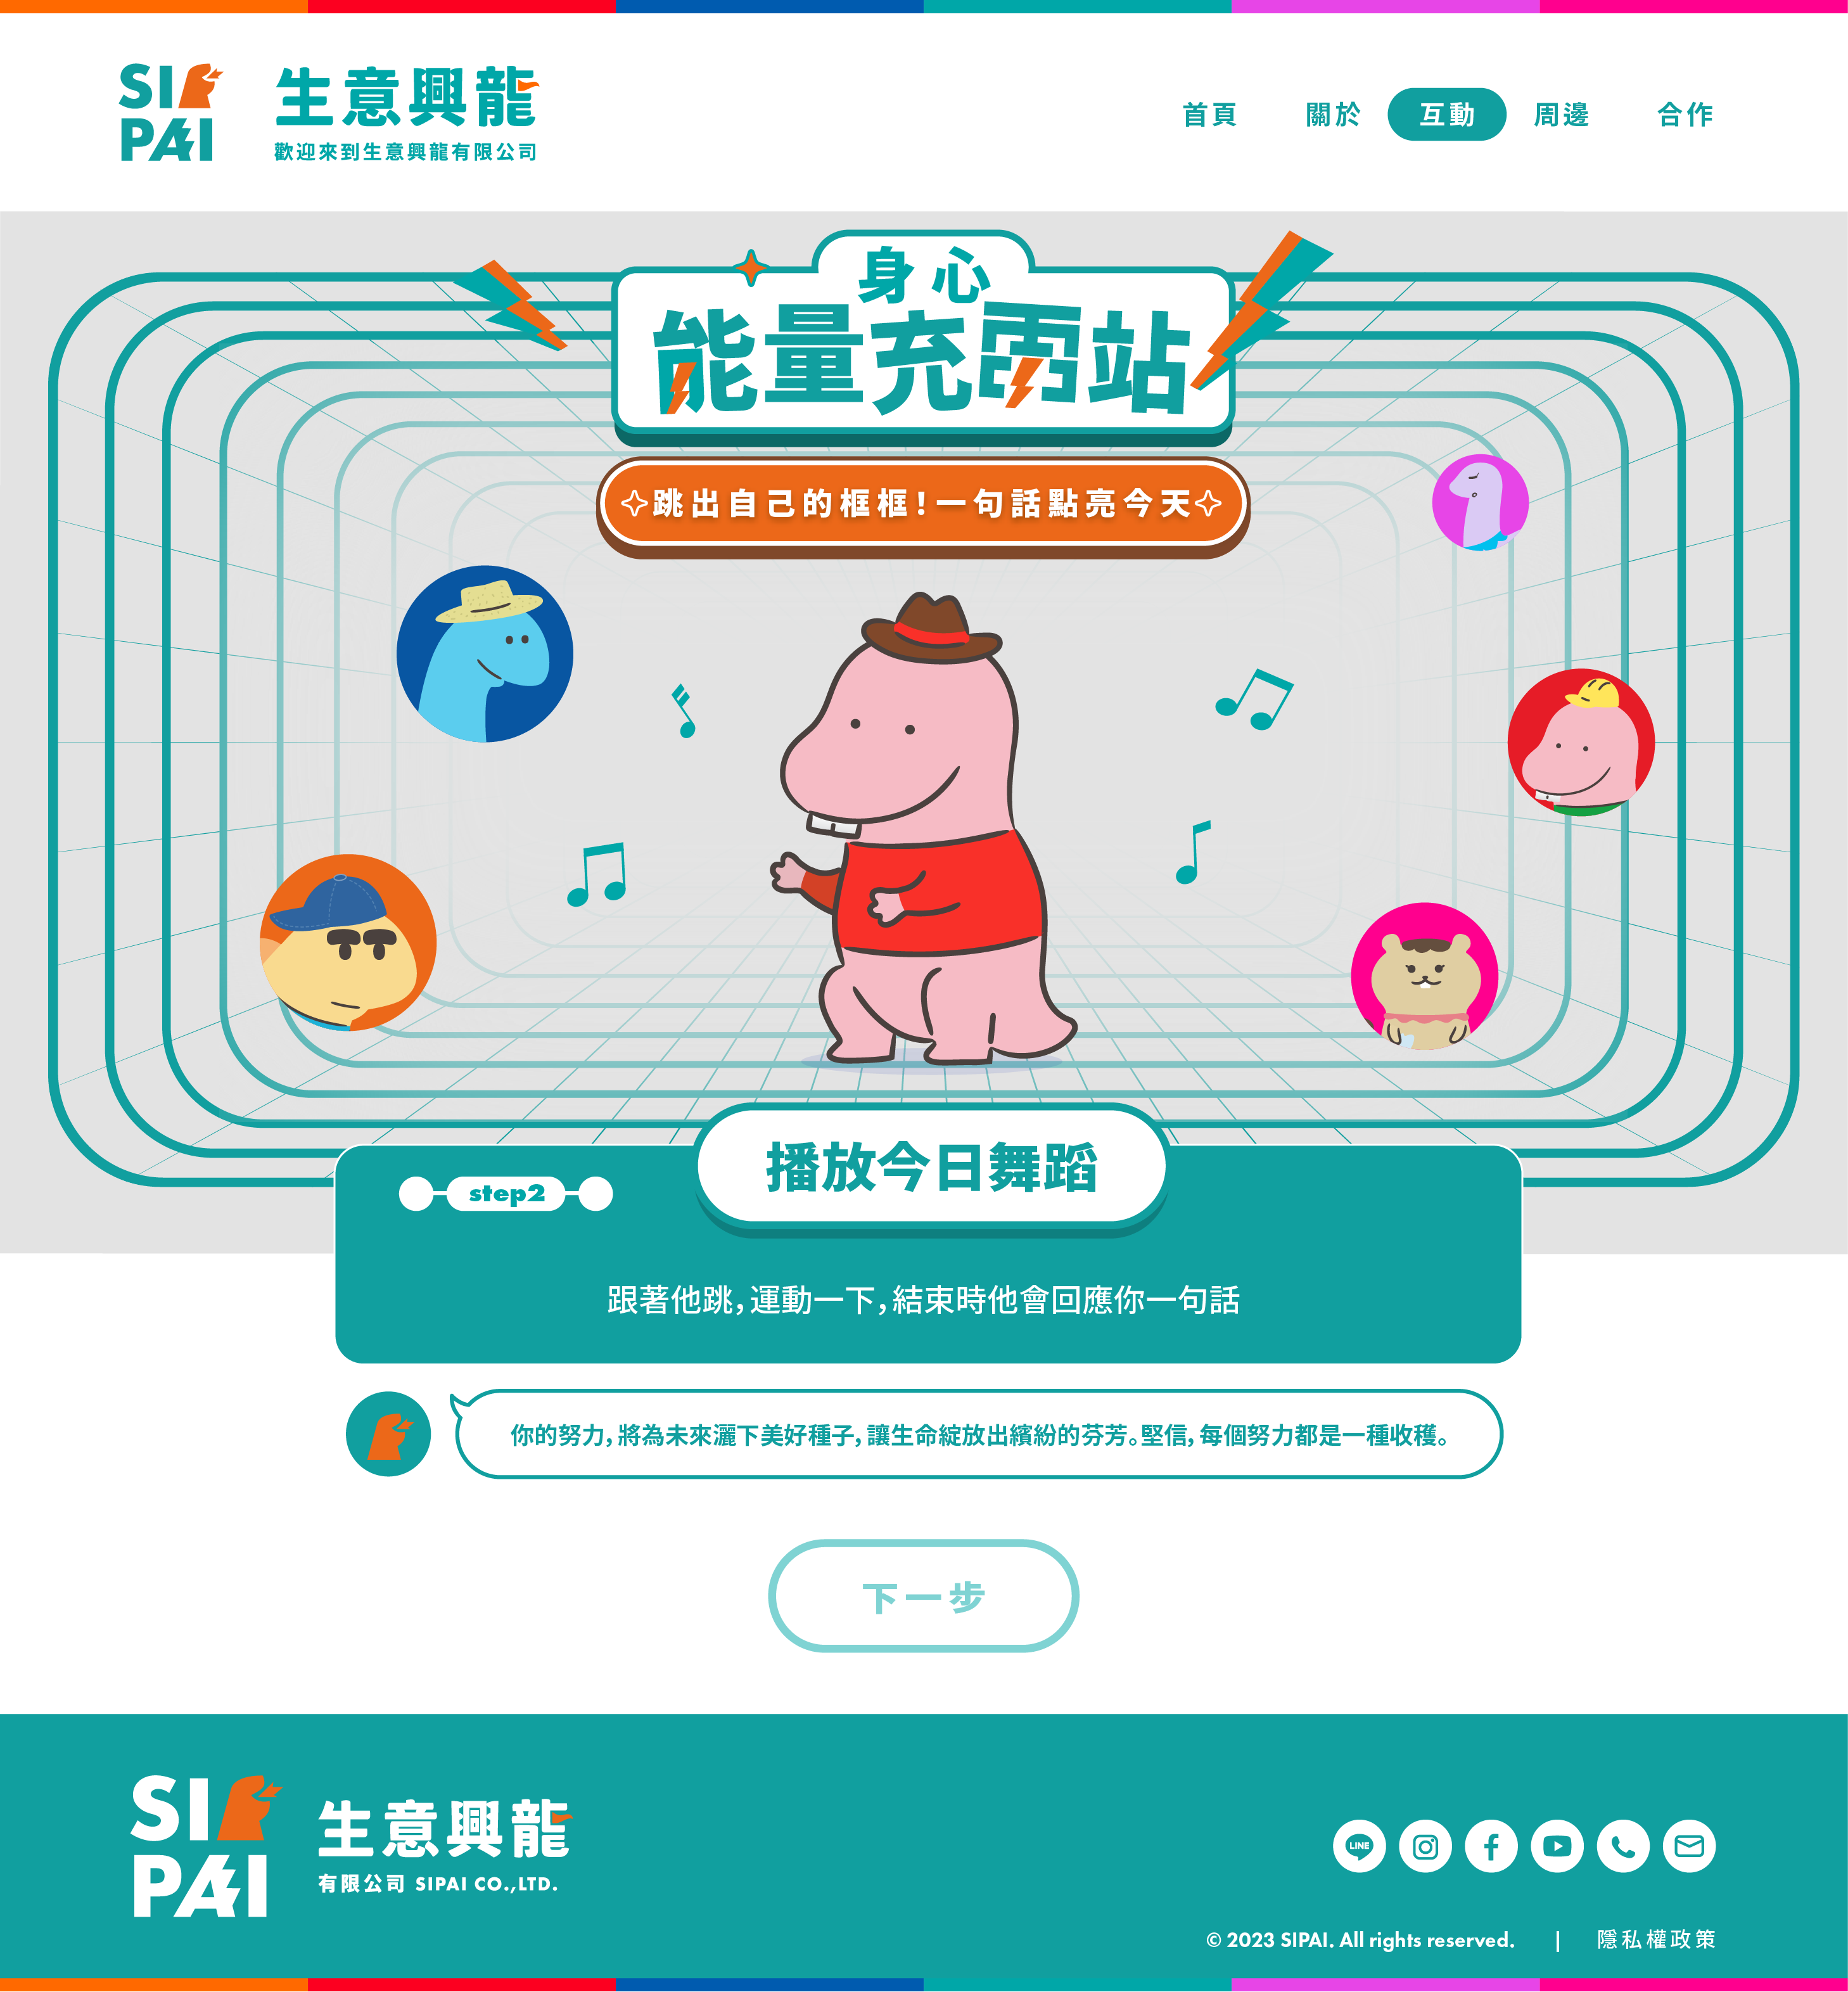 SI
PAI
生意興龍
歡迎來到生意興龍有限公司
首頁
關於
互動
周邊
合作
身心
能量充電站
跳出自己的框框!一句話點亮今天
step2
播放今日舞蹈
跟著他跳,運動一下,結束時他會回應你一句話
你的努力,將為未來灑下美好種子,讓生命綻放出繽紛的芬芳。堅信,每個努力都是一種收穫。
下一步
SI
PAI
生意興龍
有限公司 SIPAI CO.,LTD.
LINE
© 2023 SIPAI. All rights reserved.
|
隱私權政策